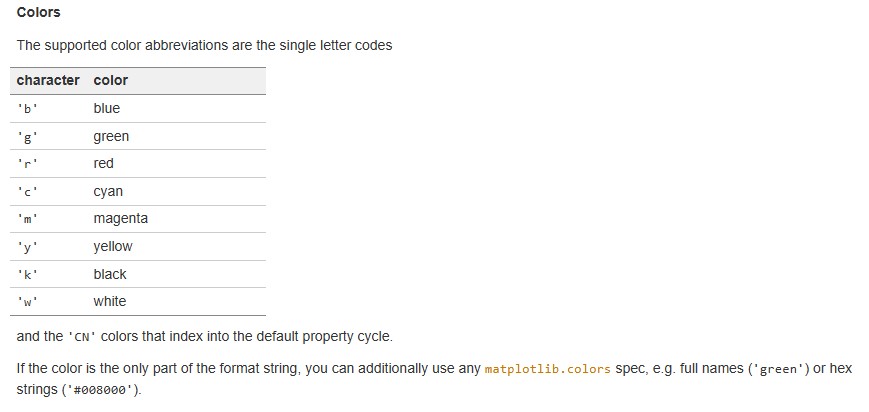 Colors
The supported color abbreviations are the single letter codes
character color
'b' blue
'g' green
'r' red
'c' cyan
'm' magenta
'y' yellow
'k' black
'w' white
and the 'CN' colors that index into the default property cycle.
If the color is the only part of the format string, you can additionally use any matplotlib.colors spec, e.g. full names ('green') or hex
strings ('#008000').